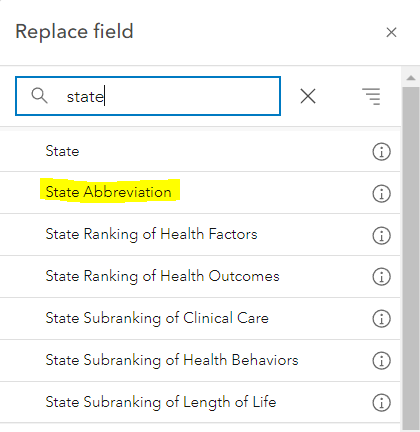 Replace field
state
State
State Abbreviation
State Ranking of Health Factors
State Ranking of Health Outcomes
State Subranking of Clinical Care
State Subranking of Health Behaviors
State Subranking of Length of Life